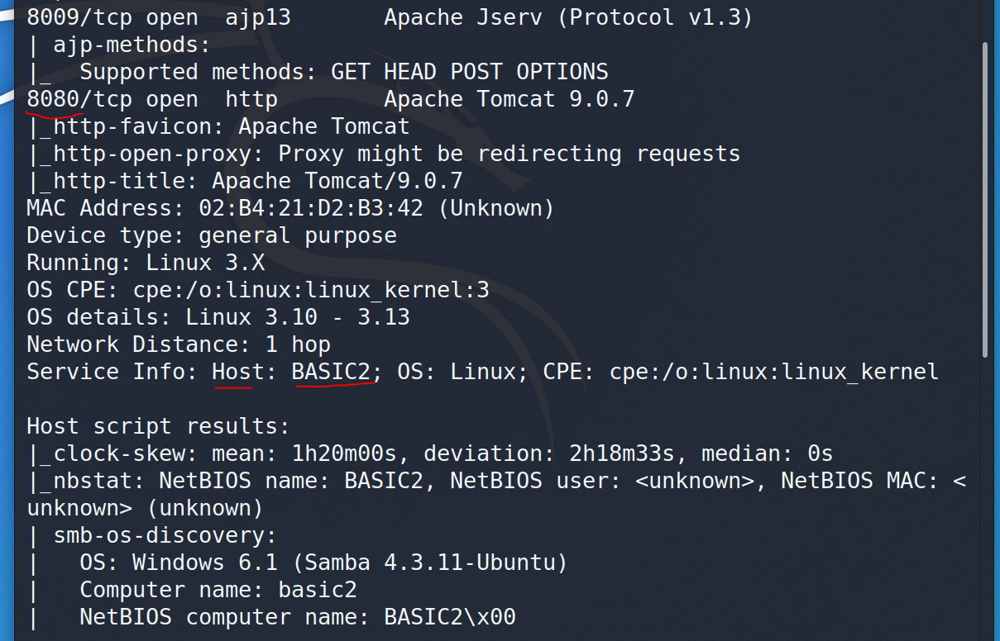 8009/tcp open  ajp13       Apache Jserv (Protocol v1.3)
| ajp-methods:
|_  Supported methods: GET HEAD POST OPTIONS
8080/tcp open  http        Apache Tomcat 9.0.7
|_http-favicon: Apache Tomcat
|_http-open-proxy: Proxy might be redirecting requests
|_http-title: Apache Tomcat/9.0.7
MAC Address: 02:B4:21:D2:B3:42 (Unknown)
Device type: general purpose
Running: Linux 3.X
OS CPE: cpe:/o:linux:linux_kernel:3
OS details: Linux 3.10 - 3.13
Network Distance: 1 hop
Service Info: Host: BASIC2; OS: Linux; CPE: cpe:/o:linux:linux_kernel

Host script results:
|_clock-skew: mean: 1h20m00s, deviation: 2h18m33s, median: 0s
|_nbstat: NetBIOS name: BASIC2, NetBIOS user: <unknown>, NetBIOS MAC: <
unknown> (unknown)
| smb-os-discovery:
|   OS: Windows 6.1 (Samba 4.3.11-Ubuntu)
|   Computer name: basic2
|   NetBIOS computer name: BASIC2\x00